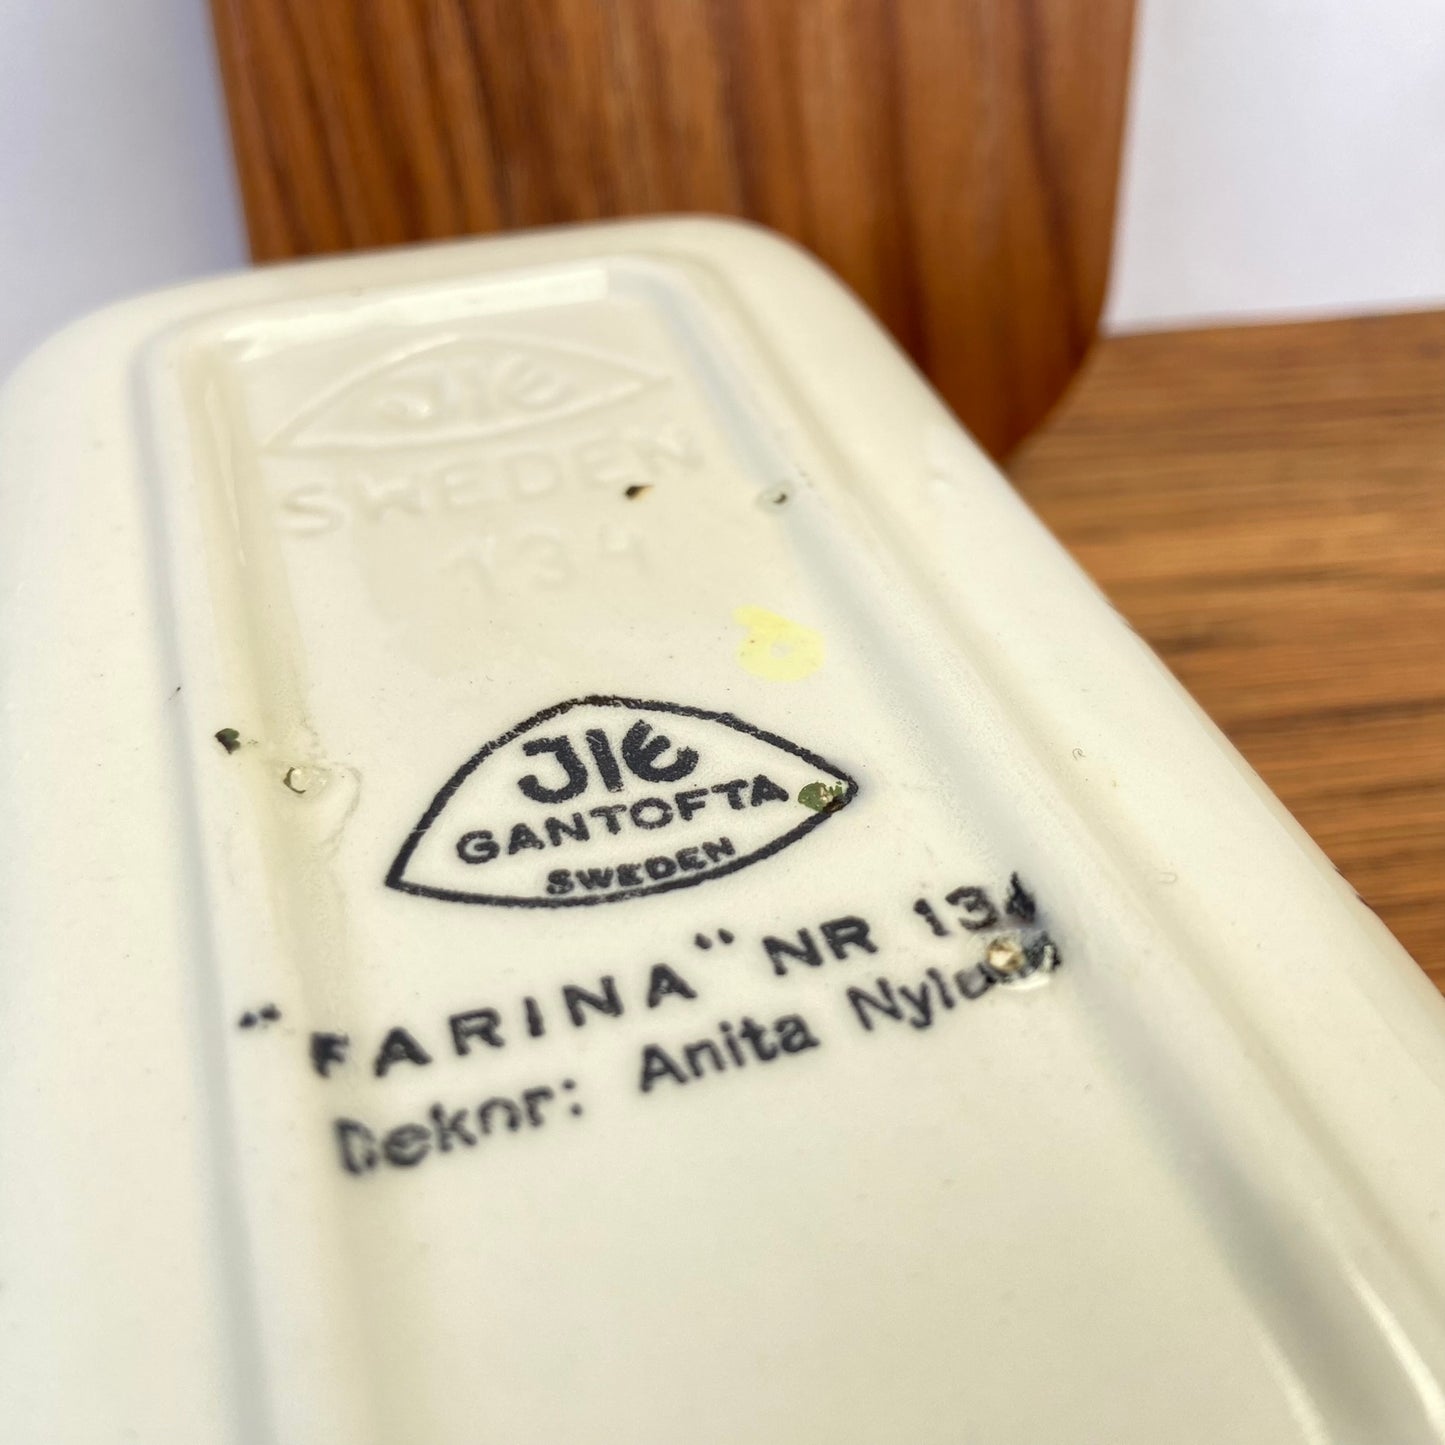 JIE
SWEDEN
134
JIE
GANTOFTA
SWEDEN
"FARINA" NR 134
Dekor: Anita